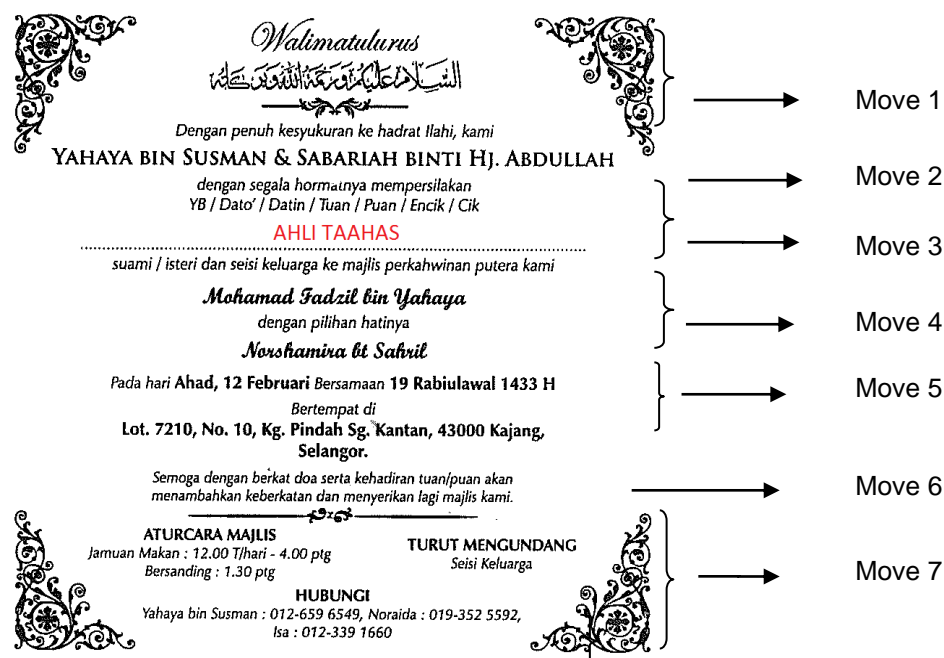 Walimatulurus
السلام عليكم ورحمة الله وبركاته
Dengan penuh kesyukuran ke hadrat Ilahi, kami
YAHAYA BIN SUSMAN & SABARIAH BINTI HJ. ABDULLAH
dengan segala hormatnya mempersilakan
YB / Dato' / Datin / Tuan / Puan / Encik / Cik
AHLI TAAHAS
suami / isteri dan seisi keluarga ke majlis perkahwinan putera kami
Mohamad Fadzil bin Yahaya
dengan pilihan hatinya
Norshamira bt Sahril
Pada hari Ahad, 12 Februari Bersamaan 19 Rabiulawal 1433 H
Bertempat di
Lot. 7210, No. 10, Kg. Pindah Sg. Kantan, 43000 Kajang,
Selangor.
Semoga dengan berkat doa serta kehadiran tuan/puan akan
menambahkan keberkatan dan menyerikan lagi majlis kami.
ATURCARA MAJLIS
Jamuan Makan : 12.00 T/hari - 4.00 ptg
Bersanding : 1.30 ptg
TURUT MENGUNDANG
Seisi Keluarga
HUBUNGI
Yahaya bin Susman : 012-659 6549, Noraida : 019-352 5592,
Isa : 012-339 1660
Move 1
Move 2
Move 3
Move 4
Move 5
Move 6
Move 7